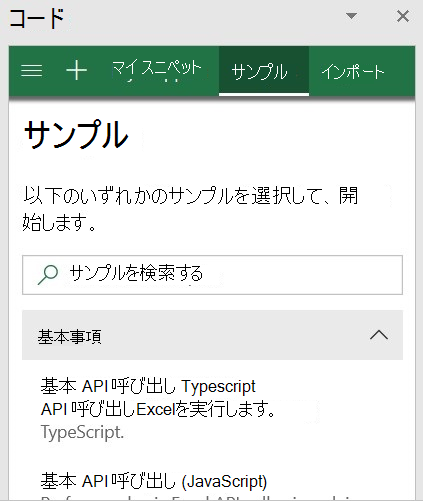 コード
マイ スニペット
サンプル
インポート
サンプル
以下のいずれかのサンプルを選択して、開
始します。
サンプルを検索する
基本事項
基本 API 呼び出し Typescript
API 呼び出しExcelを実行します。
TypeScript.
基本 API 呼び出し (JavaScript)